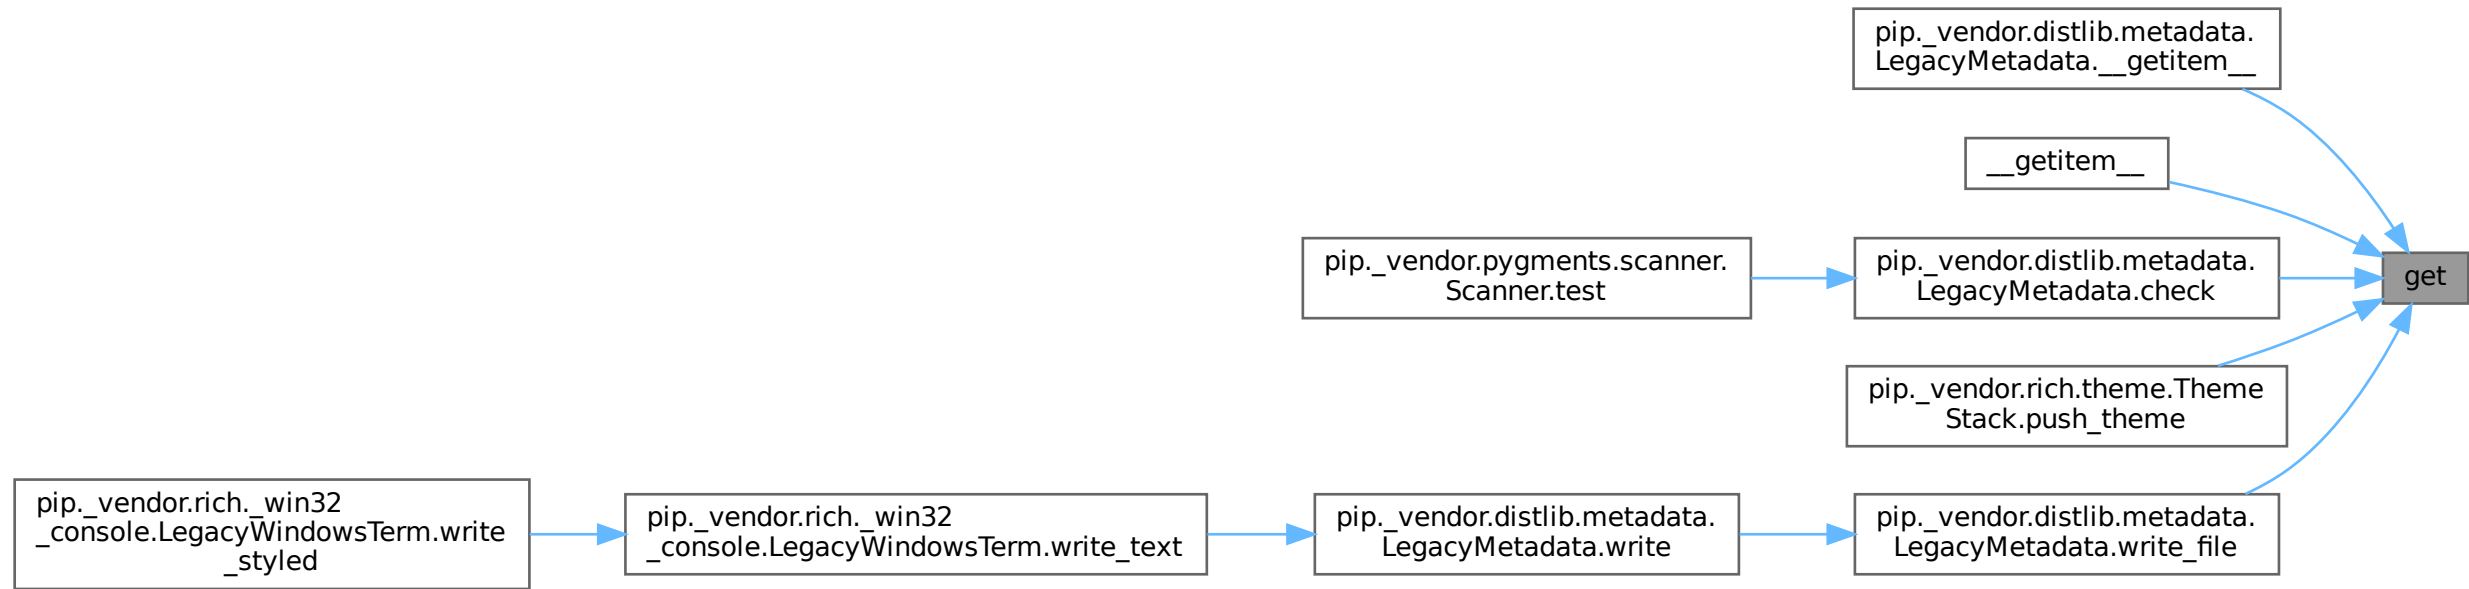 pip._vendor.distlib.metadata.
LegacyMetadata.__getitem__
__getitem__
pip._vendor.pygments.scanner.
Scanner.test
pip._vendor.distlib.metadata.
LegacyMetadata.check
get
pip._vendor.rich.theme.Theme
Stack.push_theme
pip._vendor.rich._win32
_console.LegacyWindowsTerm.write
_styled
pip._vendor.rich._win32
_console.LegacyWindowsTerm.write_text
pip._vendor.distlib.metadata.
LegacyMetadata.write
pip._vendor.distlib.metadata.
LegacyMetadata.write_file